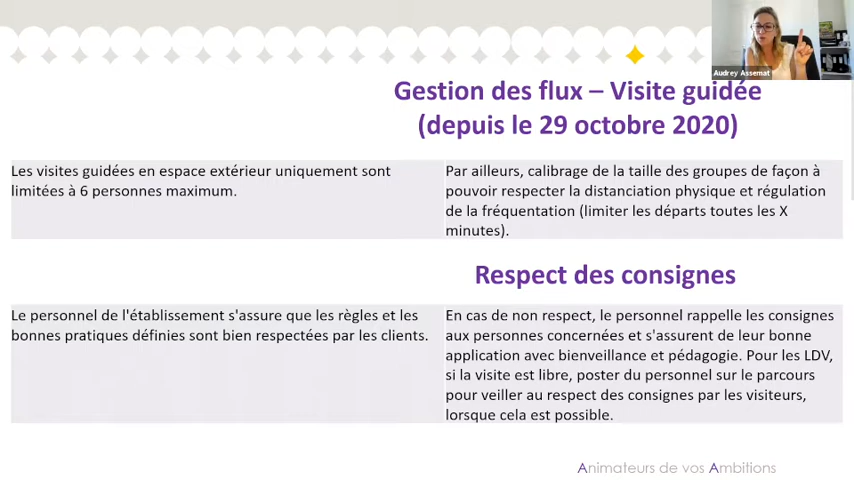 Audrey Assemat
Gestion des flux – Visite guidée
(depuis le 29 octobre 2020)
Les visites guidées en espace extérieur uniquement sont
limitées à 6 personnes maximum.
Par ailleurs, calibrage de la taille des groupes de façon à
pouvoir respecter la distanciation physique et régulation
de la fréquentation (limiter les départs toutes les X
minutes).
Respect des consignes
Le personnel de l'établissement s'assure que les règles et les
bonnes pratiques définies sont bien respectées par les clients.
En cas de non respect, le personnel rappelle les consignes
aux personnes concernées et s'assurent de leur bonne
application avec bienveillance et pédagogie. Pour les LDV,
si la visite est libre, poster du personnel sur le parcours
pour veiller au respect des consignes par les visiteurs,
lorsque cela est possible.
Animateurs de vos Ambitions